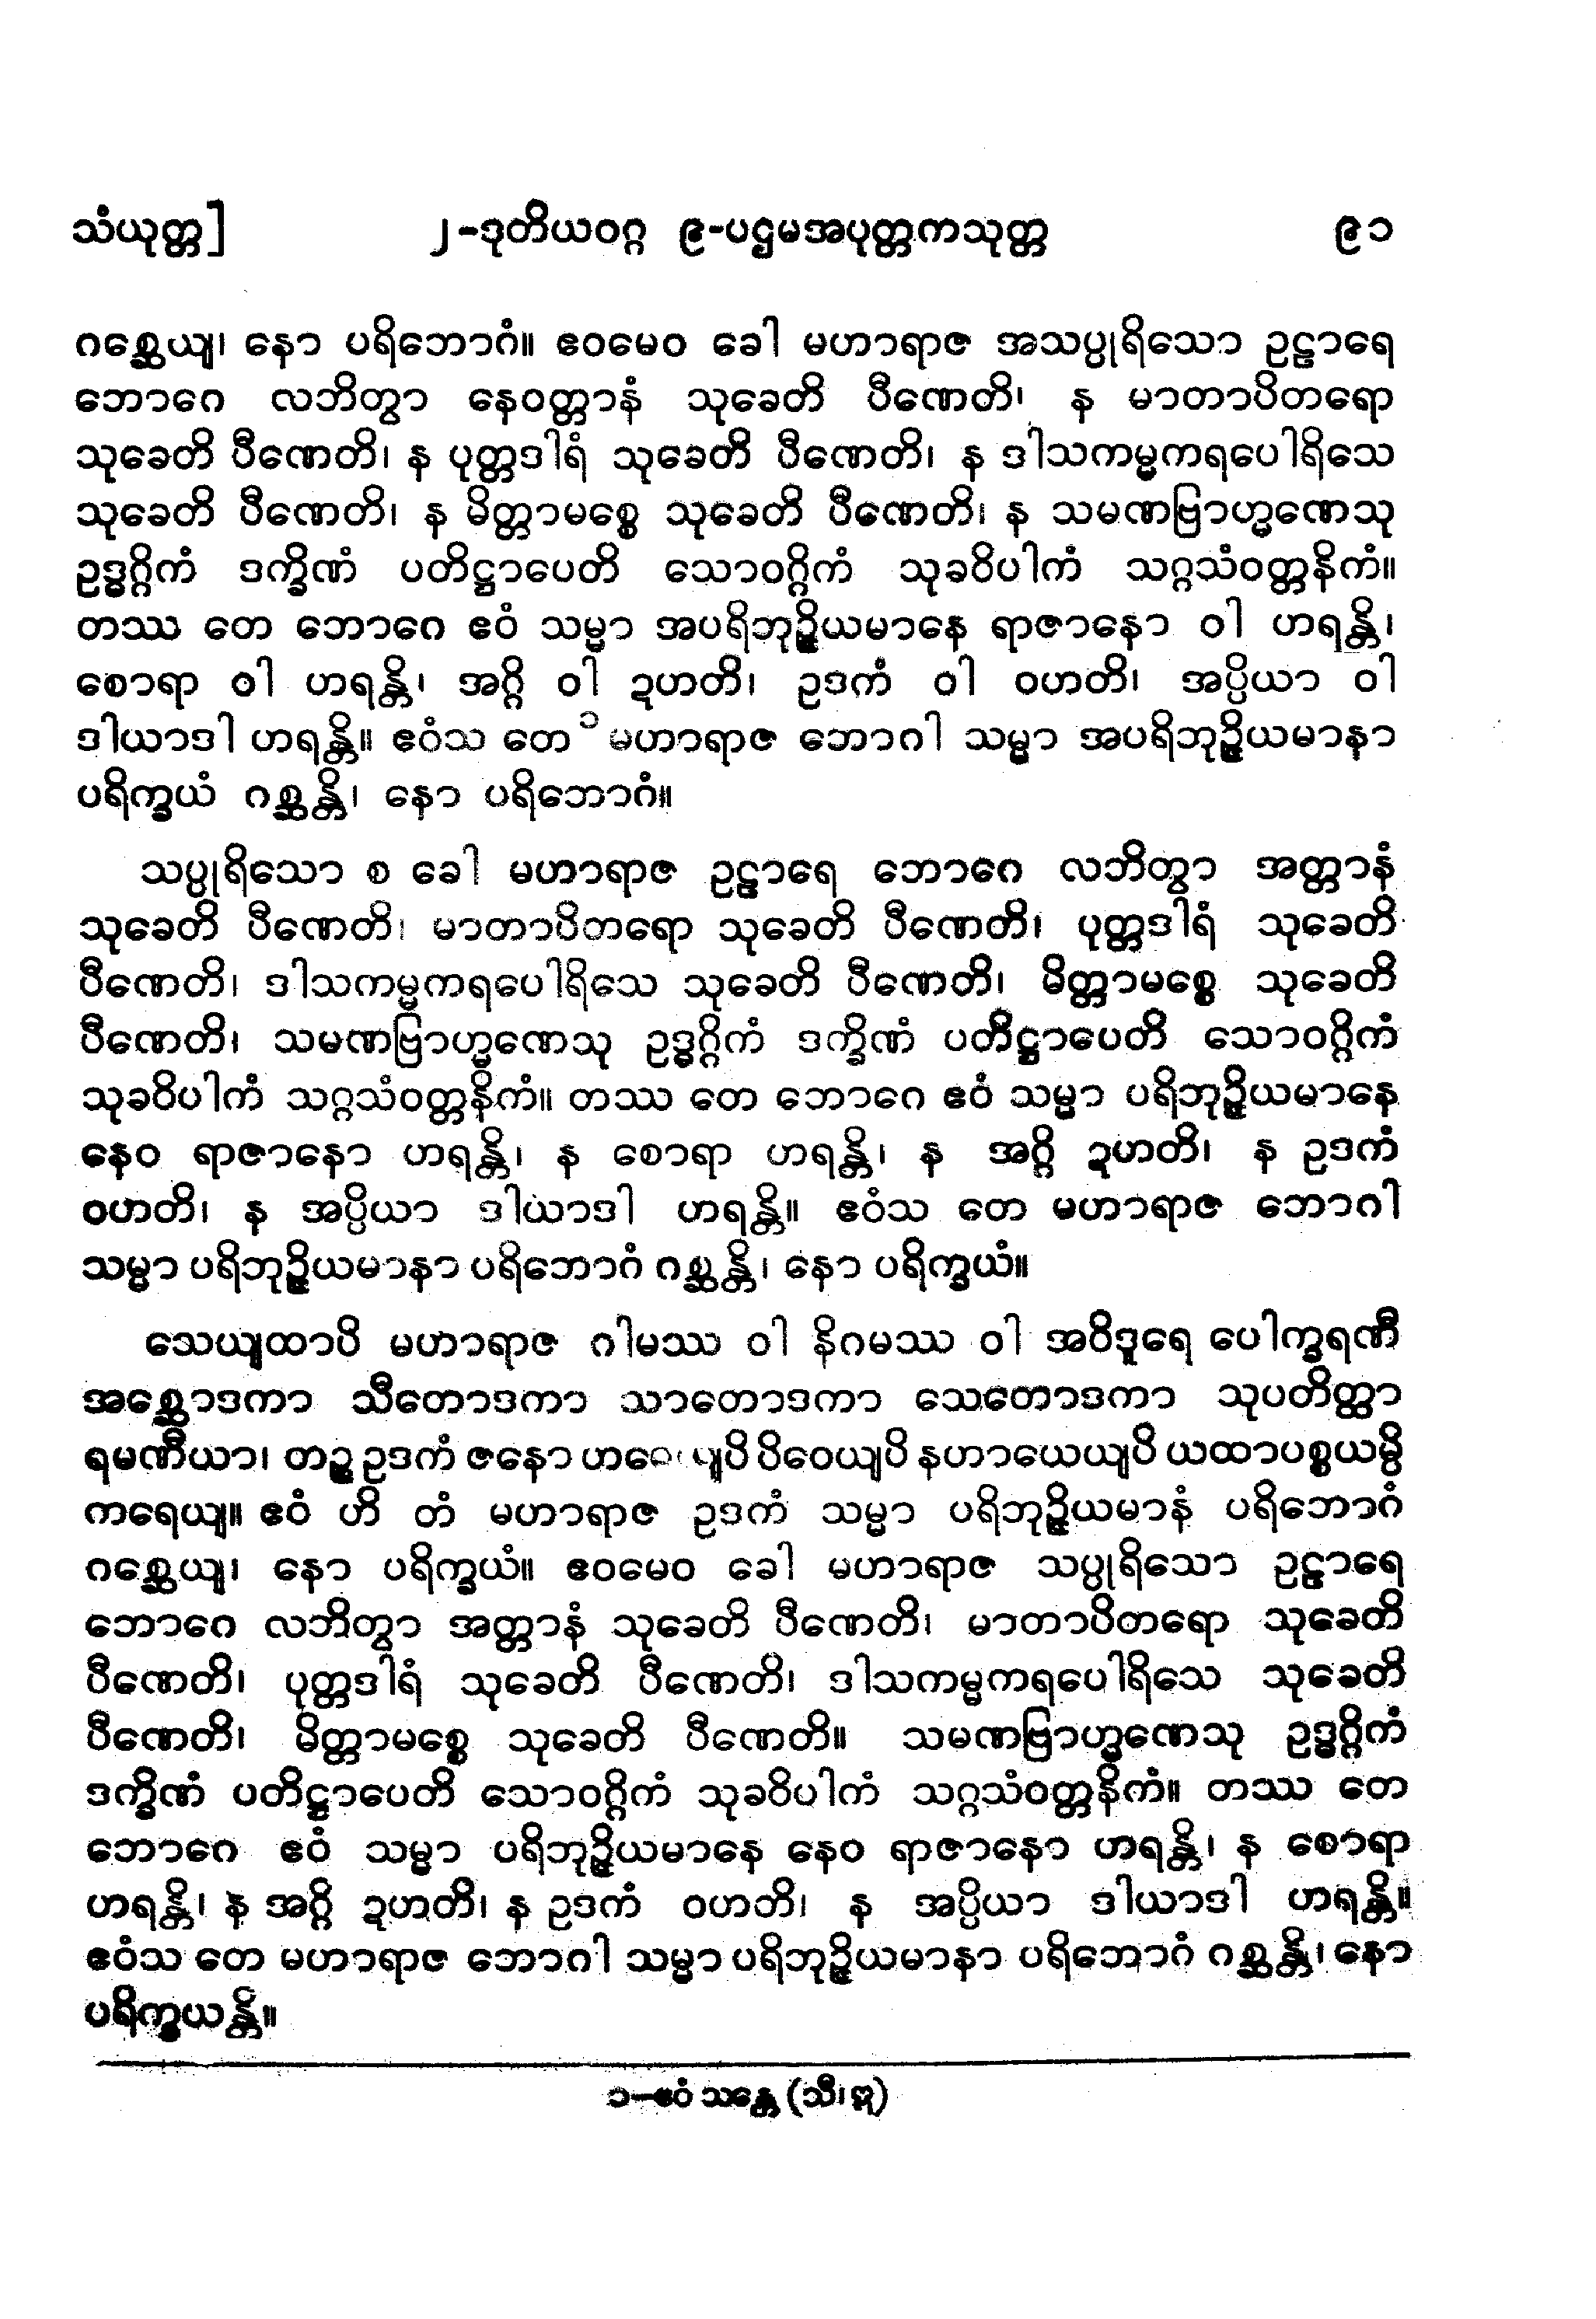 သံယုတ္တ] ၂-ဒုတိယဝဂ္ဂ ၉-ပဌမအပုတ္တကသုတ္တ ၉၁
ဂစ္ဆေယျ၊ နော ပရိဘောဂံ။ ဧဝမေဝ ခေါ မဟာရာဇ အသပ္ပုရိသော ဥဠာရေ
ဘောဂေ လဘိတွာ နေဝတ္တာနံ သုခေတိ ပီဏေတိ၊ န မာတာပိတရော
သုခေတိ ပီဏေတိ၊ န ပုတ္တဒါရံ သုခေတိ ပီဏေတိ၊ န ဒါသကမ္မကရပေါရိသေ
သုခေတိ ပီဏေတိ၊ န မိတ္တာမစ္စေ သုခေတိ ပီဏေတိ၊ န သမဏဗြာဟ္မဏေသု
ဥဒ္ဓဂ္ဂိကံ ဒက္ခိဏံ ပတိဋ္ဌာပေတိ သောဝဂ္ဂိကံ သုခဝိပါကံ သဂ္ဂသံဝတ္တနိကံ။
တဿ တေ ဘောဂေ ဧဝံ သမ္မာ အပရိဘုဉ္ဇိယမာနေ ရာဇာနော ဝါ ဟရန္တိ၊
စောရာ ဝါ ဟရန္တိ၊ အဂ္ဂိ ဝါ ဍဟတိ၊ ဥဒကံ ဝါ ဝဟတိ၊ အပ္ပိယာ ဝါ
ဒါယာဒါ ဟရန္တိ။ ဧဝံသ တေ ၁ မဟာရာဇ ဘောဂါ သမ္မာ အပရိဘုဉ္ဇိယမာနာ
ပရိက္ခယံ ဂစ္ဆန္တိ၊ နော ပရိဘောဂံ။
သပ္ပုရိသော စ ခေါ မဟာရာဇ ဥဠာရေ ဘောဂေ လဘိတွာ အတ္တာနံ
သုခေတိ ပီဏေတိ၊ မာတာပိတရော သုခေတိ ပီဏေတိ၊ ပုတ္တဒါရံ သုခေတိ
ပီဏေတိ၊ ဒါသကမ္မကရပေါရိသေ သုခေတိ ပီဏေတိ၊ မိတ္တာမစ္စေ သုခေတိ
ပီဏေတိ၊ သမဏဗြာဟ္မဏေသု ဥဒ္ဓဂ္ဂိကံ ဒက္ခိဏံ ပတိဋ္ဌာပေတိ သောဝဂ္ဂိကံ
သုခဝိပါကံ သဂ္ဂသံဝတ္တနိကံ။ တဿ တေ ဘောဂေ ဧဝံ သမ္မာ ပရိဘုဉ္ဇိယမာနေ
နေဝ ရာဇာနော ဟရန္တိ၊ န စောရာ ဟရန္တိ၊ န အဂ္ဂိ ဍဟတိ၊ န ဥဒကံ
ဝဟတိ၊ န အပ္ပိယာ ဒါယာဒါ ဟရန္တိ။ ဧဝံသ တေ မဟာရာဇ ဘောဂါ
သမ္မာ ပရိဘုဉ္ဇိယမာနာ ပရိဘောဂံ ဂစ္ဆန္တိ၊ နော ပရိက္ခယံ။
သေယျထာပိ မဟာရာဇ ဂါမဿ ဝါ နိဂမဿ ဝါ အဝိဒူရေ ပေါက္ခရဏီ
အစ္ဆောဒကာ သီတောဒကာ သာတောဒကာ သေတောဒကာ သုပတိတ္ထာ
ရမဏီယာ၊ တဉ္စ ဥဒကံ ဇနော ပိဝေယျပိ နဟာယေယျပိ ယထာပစ္စယမ္ပိ
ကရေယျ။ ဧဝံ ဟိ တံ မဟာရာဇ ဥဒကံ သမ္မာ ပရိဘုဉ္ဇိယမာနံ ပရိဘောဂံ
ဂစ္ဆေယျ၊ နော ပရိက္ခယံ။ ဧဝမေဝ ခေါ မဟာရာဇ သပ္ပုရိသော ဥဠာရေ
ဘောဂေ လဘိတွာ အတ္တာနံ သုခေတိ ပီဏေတိ၊ မာတာပိတရော သုခေတိ
ပီဏေတိ၊ ပုတ္တဒါရံ သုခေတိ ပီဏေတိ၊ ဒါသကမ္မကရပေါရိသေ သုခေတိ
ပီဏေတိ၊ မိတ္တာမစ္စေ သုခေတိ ပီဏေတိ။ သမဏဗြာဟ္မဏေသု ဥဒ္ဓဂ္ဂိကံ
ဒက္ခိဏံ ပတိဋ္ဌာပေတိ သောဝဂ္ဂိကံ သုခဝိပါကံ သဂ္ဂသံဝတ္တနိကံ။ တဿ တေ
ဘောဂေ ဧဝံ သမ္မာ ပရိဘုဉ္ဇိယမာနေ နေဝ ရာဇာနော ဟရန္တိ၊ န စောရာ
ဟရန္တိ၊ န အဂ္ဂိ ဍဟတိ၊ န ဥဒကံ ဝဟတိ၊ န အပ္ပိယာ ဒါယာဒါ ဟရန္တိ။
ဧဝံသ တေ မဟာရာဇ ဘောဂါ သမ္မာ ပရိဘုဉ္ဇိယမာနာ ပရိဘောဂံ ဂစ္ဆန္တိ၊ နော
ပရိက္ခယန္တိ။
၁-ဧဝံ သန္တေ (သီ၊ ဣ)